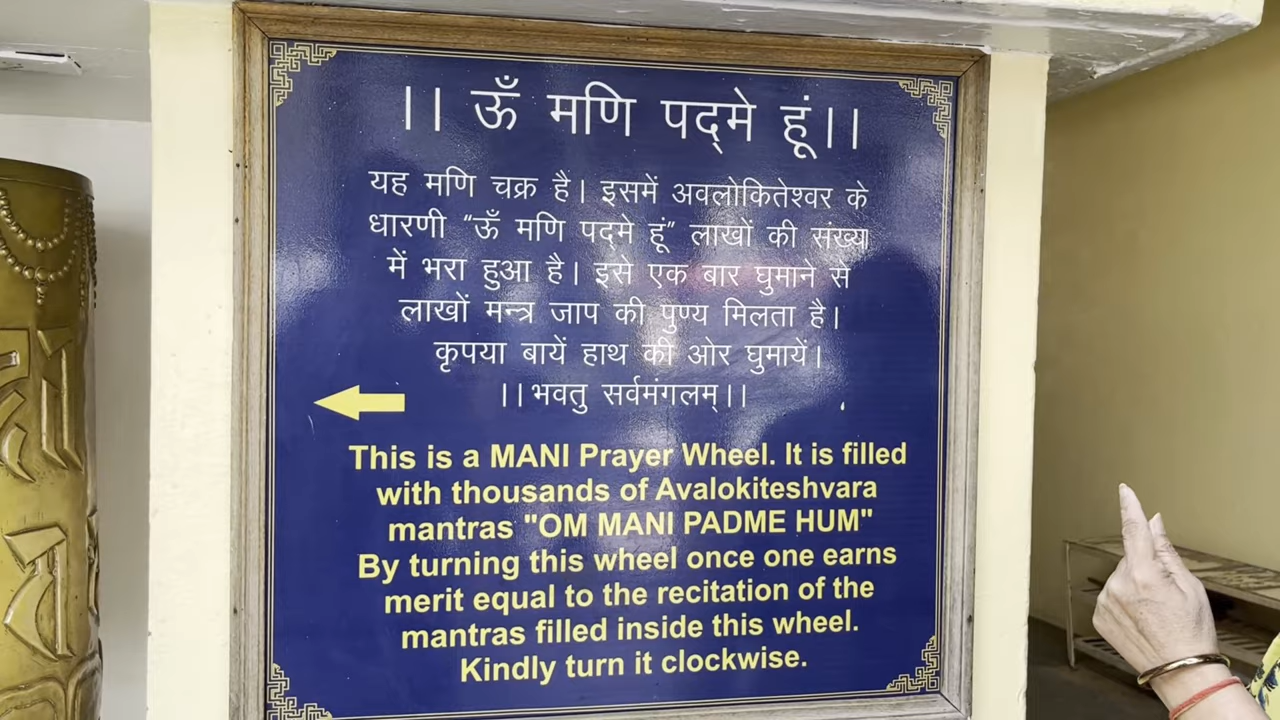 ।। ऊँ मणि पद्‌मे हूं।।
यह मणि चक्र है। इसमें अवलोकितेश्वर के
धारणी "ऊँ मणि पद्‌मे हूं" लाखों की संख्या
में भरा हुआ है। इसे एक बार घुमाने से
लाखों मन्त्र जाप की पुण्य मिलता है।
कृपया बायें हाथ की ओर घुमायें।
।।भवतु सर्वमंगलम्।।
This is a MANI Prayer Wheel. It is filled
with thousands of Avalokiteshvara
mantras "OM MANI PADME HUM"
By turning this wheel once one earns
merit equal to the recitation of the
mantras filled inside this wheel.
Kindly turn it clockwise.